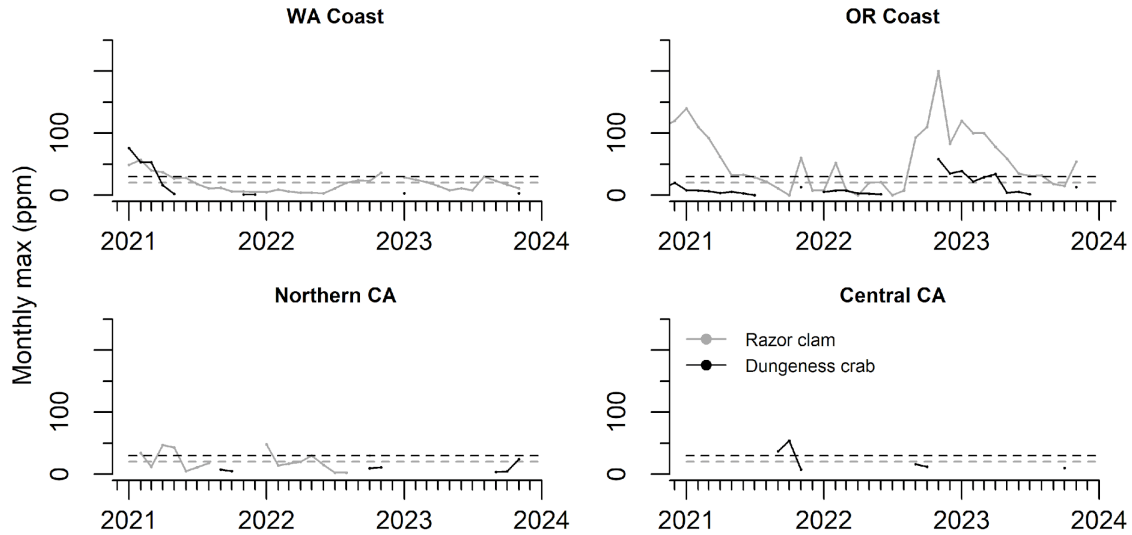 WA Coast
OR Coast
Monthly max (ppm)
100
0
2021 2022 2023 2024
100
0
2021 2022 2023 2024
Northern CA
Central CA
100
0
2021 2022 2023 2024
Razor clam
Dungeness crab
100
0
2021 2022 2023 2024